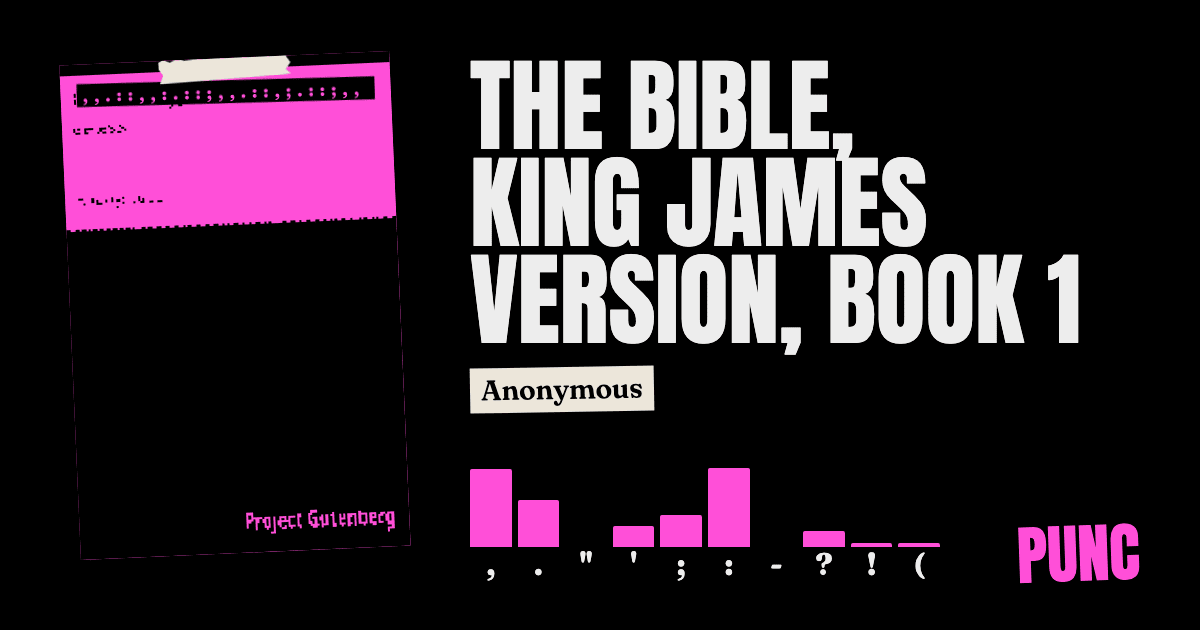 ,,.::,,:.::;,,.::,;.::;,,
Project Gutenberg
THE BIBLE,
KING JAMES
VERSION, BOOK 1
Anonymous
, . " ' ; : - ? ! (
PUNC